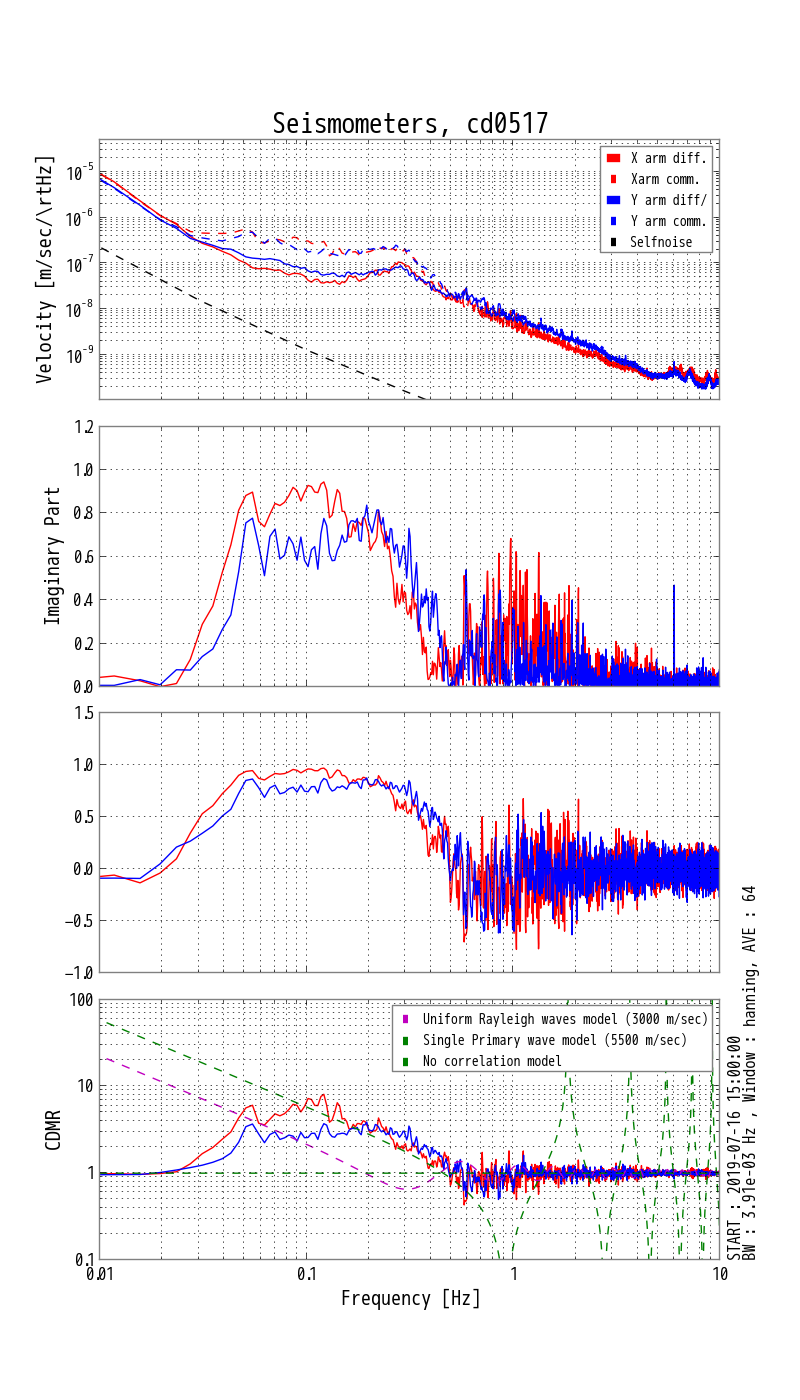 Seismometers, cd0517
Velocity [m/sec/\rtHz]
10-5
10-6
10-7
10-8
10-9
X arm diff.
Xarm comm.
Y arm diff/
Y arm comm.
Selfnoise
Imaginary Part
1.2
1.0
0.8
0.6
0.4
0.2
0.0
1.5
1.0
0.5
0.0
−0.5
−1.0
CDMR
100
10
1
0.1
Uniform Rayleigh waves model (3000 m/sec)
Single Primary wave model (5500 m/sec)
No correlation model
0.01
0.1
1
10
Frequency [Hz]
START : 2019-07-16 15:00:00
BW : 3.91e-03 Hz , Window : hanning, AVE : 64